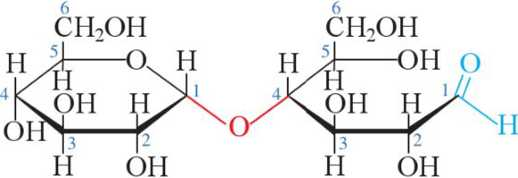 6 6
CH₂OH CH₂OH
5 O H H 5 OH O
H H H
4 OH H 1 4 OH H 1
OH 3 2 O 3 2 H
H OH H OH